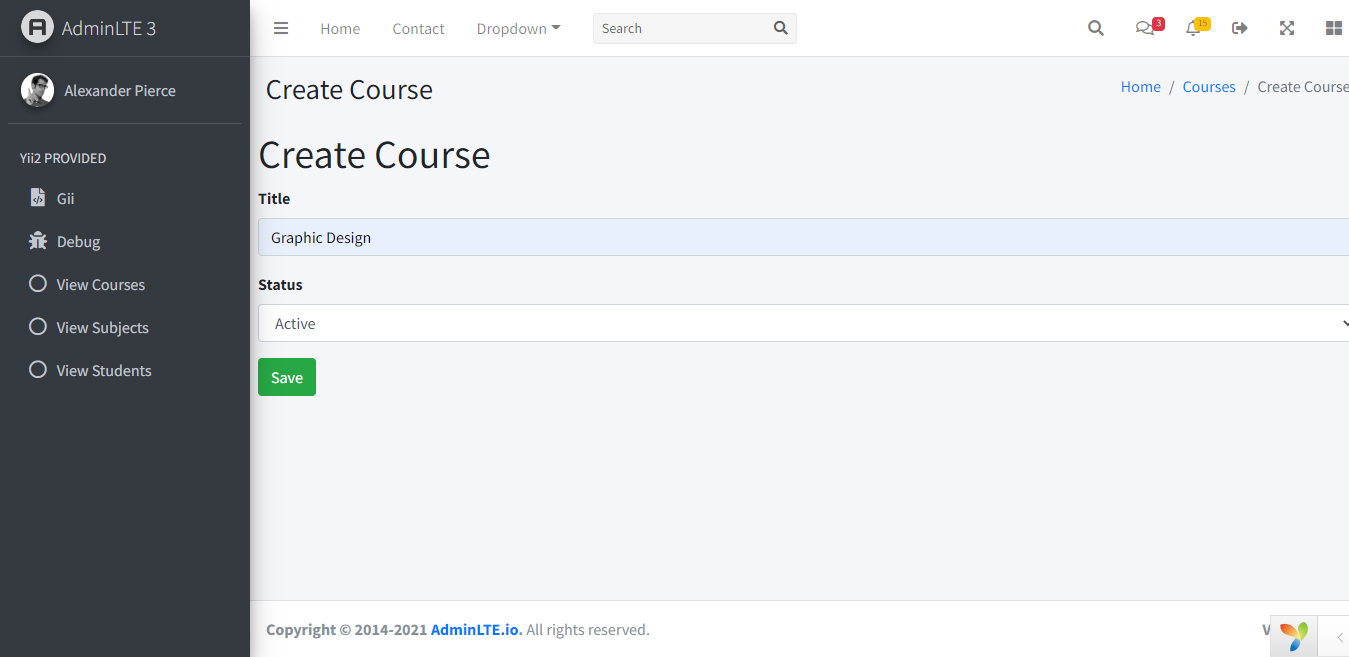 AdminLTE 3
Home Contact Dropdown Search 3 15
Alexander Pierce
Create Course
Home / Courses / Create Course
Yii2 PROVIDED
Gii
Debug
View Courses
View Subjects
View Students
Create Course
Title
Graphic Design
Status
Active
Save
Copyright © 2014-2021 AdminLTE.io. All rights reserved.